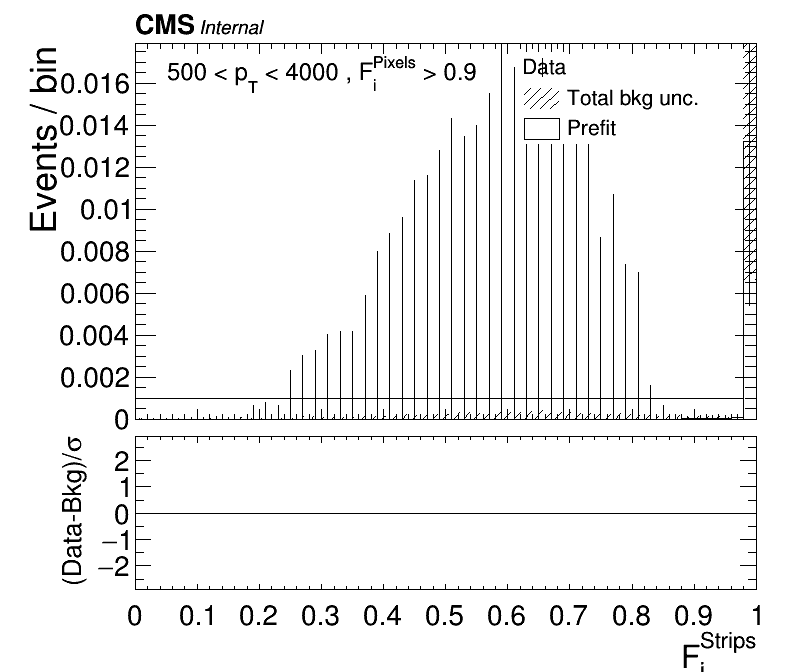 CMS Internal
500 < p_T < 4000 , F_i^Pixels > 0.9
Data
Total bkg unc.
Prefit
Events / bin
0.016
0.014
0.012
0.01
0.008
0.006
0.004
0.002
0
(Data-Bkg)/σ
2
1
0
−1
−2
0 0.1 0.2 0.3 0.4 0.5 0.6 0.7 0.8 0.9 1
F_i^Strips